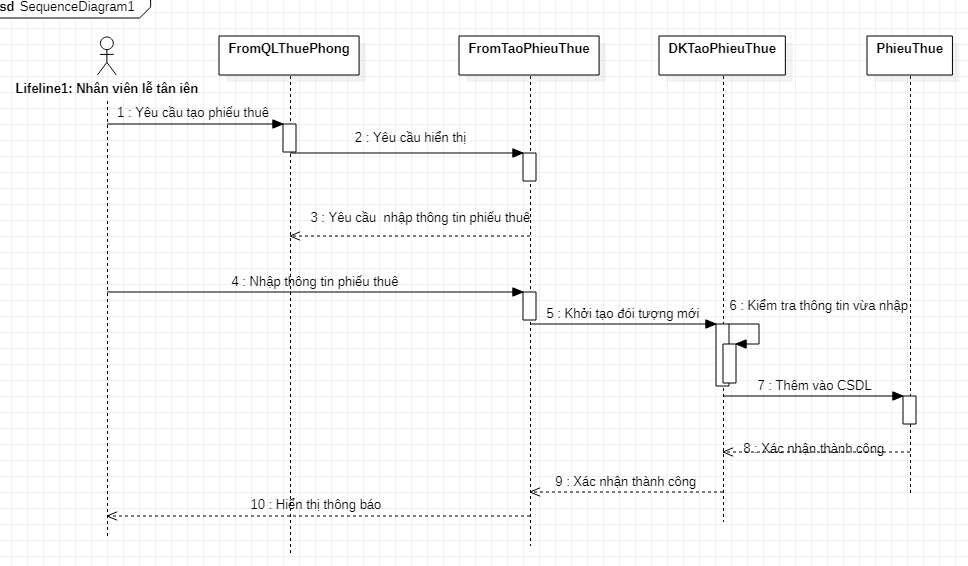 sd SequenceDiagram1
FromQLThuePhong
FromTaoPhieuThue
DKTaoPhieuThue
PhieuThue
Lifeline1: Nhân viên lễ tân iên
1 : Yêu cầu tạo phiếu thuê
2 : Yêu cầu hiển thị
3 : Yêu cầu  nhập thông tin phiếu thuê
4 : Nhập thông tin phiếu thuê
5 : Khởi tạo đói tượng mới
6 : Kiểm tra thông tin vừa nhập
7 : Thêm vào CSDL
8 : Xác nhận thành công
9 : Xác nhận thành công
10 : Hiển thị thông báo